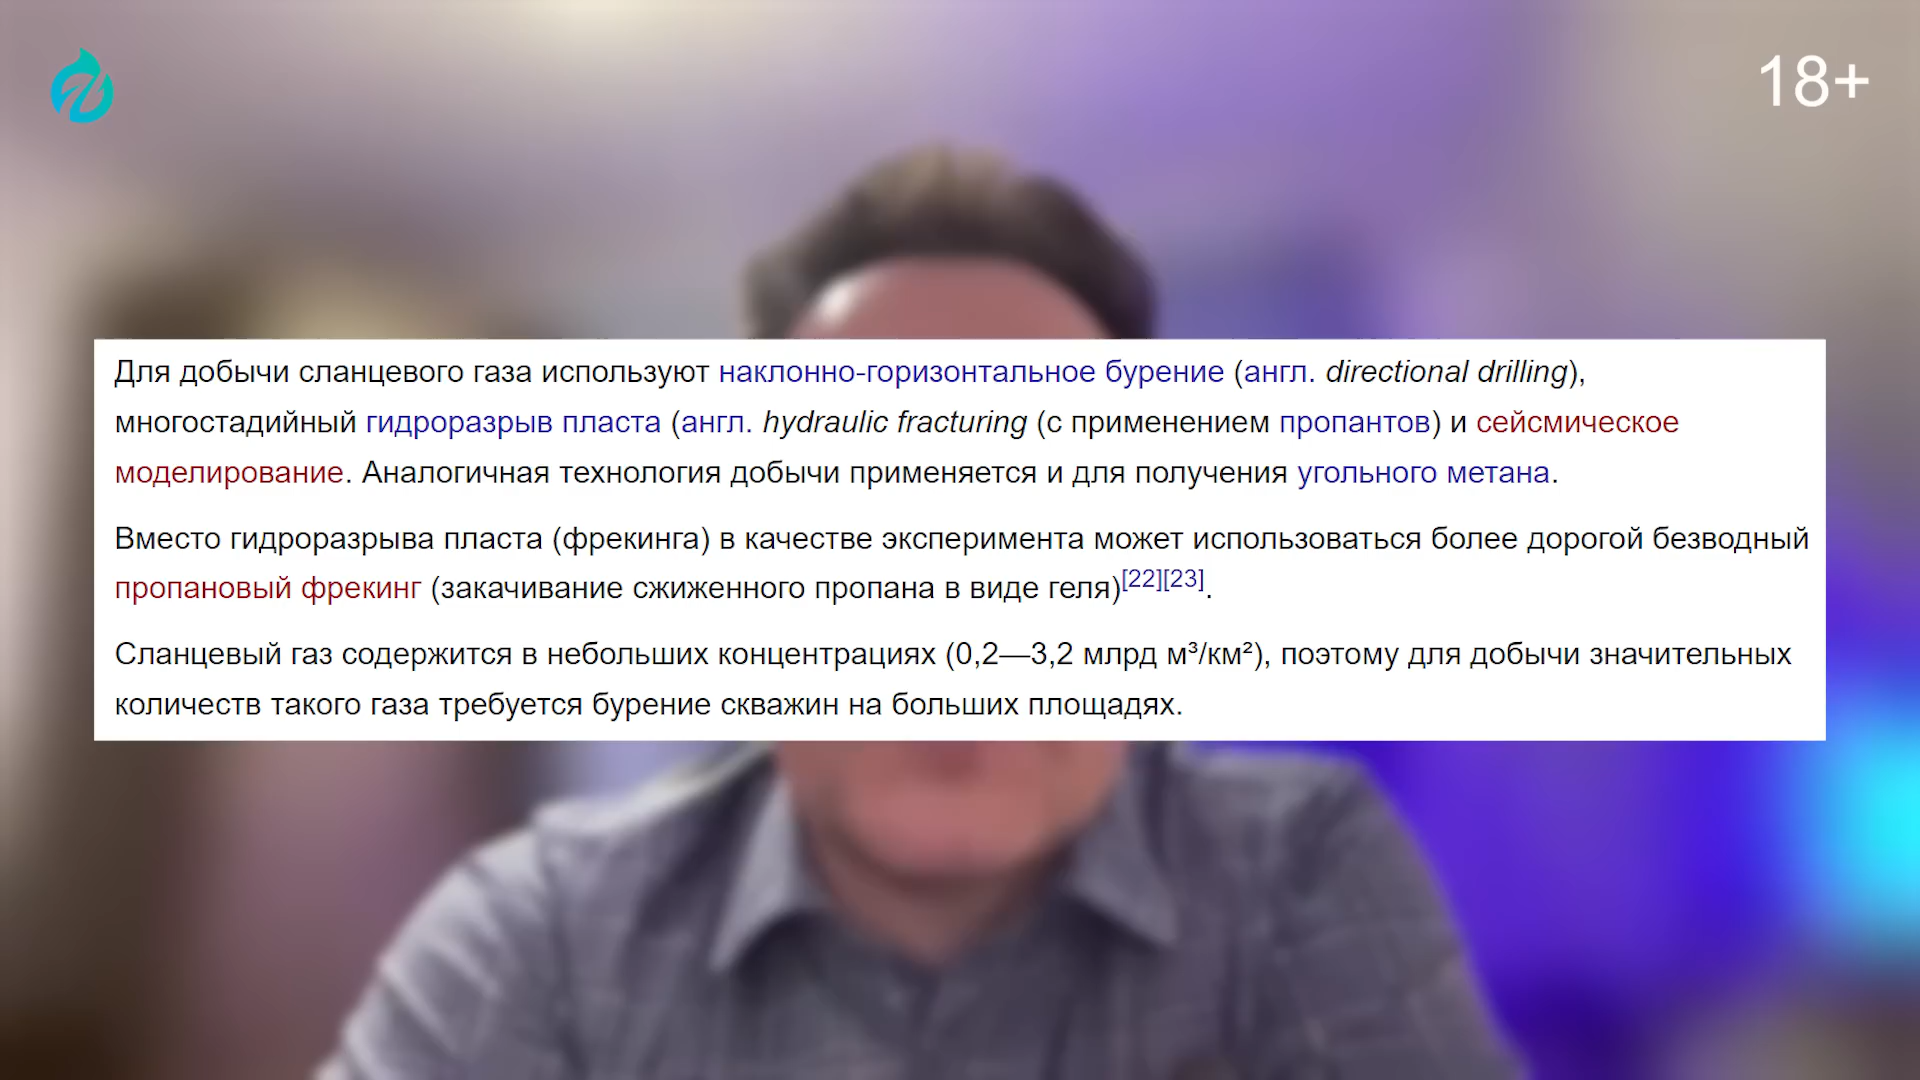 18+
Для добычи сланцевого газа используют наклонно-горизонтальное бурение (англ. directional drilling),
многостадийный гидроразрыв пласта (англ. hydraulic fracturing (с применением пропантов) и сейсмическое
моделирование. Аналогичная технология добычи применяется и для получения угольного метана.
Вместо гидроразрыва пласта (фрекинга) в качестве эксперимента может использоваться более дорогой безводный
пропановый фрекинг (закачивание сжиженного пропана в виде геля)[22][23].
Сланцевый газ содержится в небольших концентрациях (0,2—3,2 млрд м³/км²), поэтому для добычи значительных
количеств такого газа требуется бурение скважин на больших площадях.